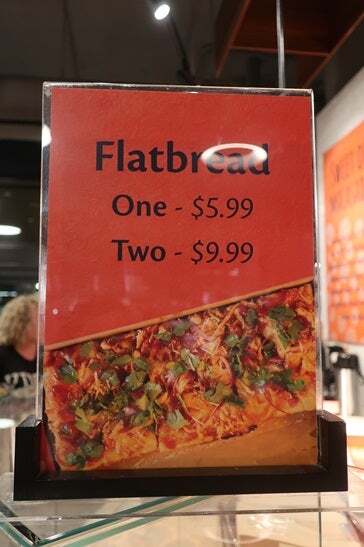 Flatbread
One - $5.99
Two - $9.99